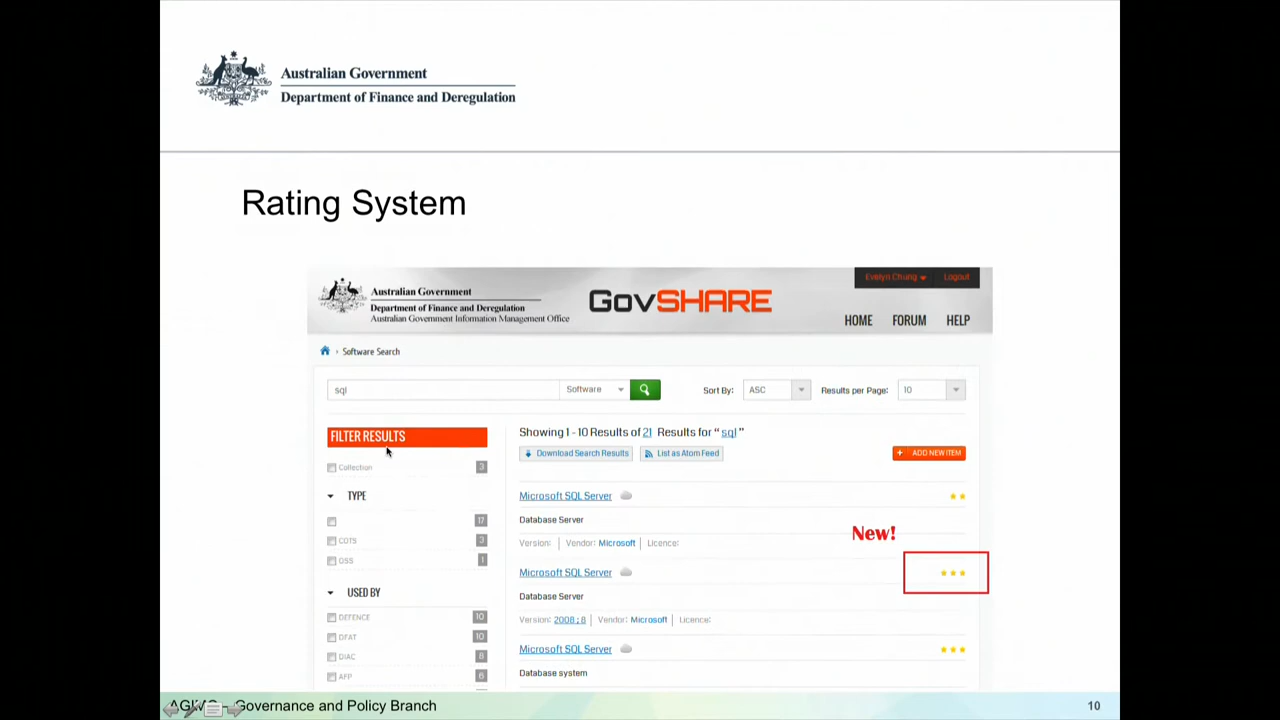 Australian Government
Department of Finance and Deregulation
Rating System
Australian Government
Department of Finance and Deregulation
Australian Government Information Management Office
GovSHARE
Evelyn Chung
Logout
HOME FORUM HELP
Software Search
sql
Software
Sort By: ASC
Results per Page: 10
FILTER RESULTS
Collection 3
TYPE
17
COTS 3
OSS 1
USED BY
DEFENCE 10
DFAT 10
DIAC 8
AFP 6
Showing 1 - 10 Results of 21 Results for “ sql ”
Download Search Results
List as Atom Feed
+ ADD NEW ITEM
Microsoft SQL Server
Database Server
Version: | Vendor: Microsoft | Licence:
New!
Microsoft SQL Server
Database Server
Version: 2008 ; 8 | Vendor: Microsoft | Licence:
Microsoft SQL Server
Database system
Governance and Policy Branch
10